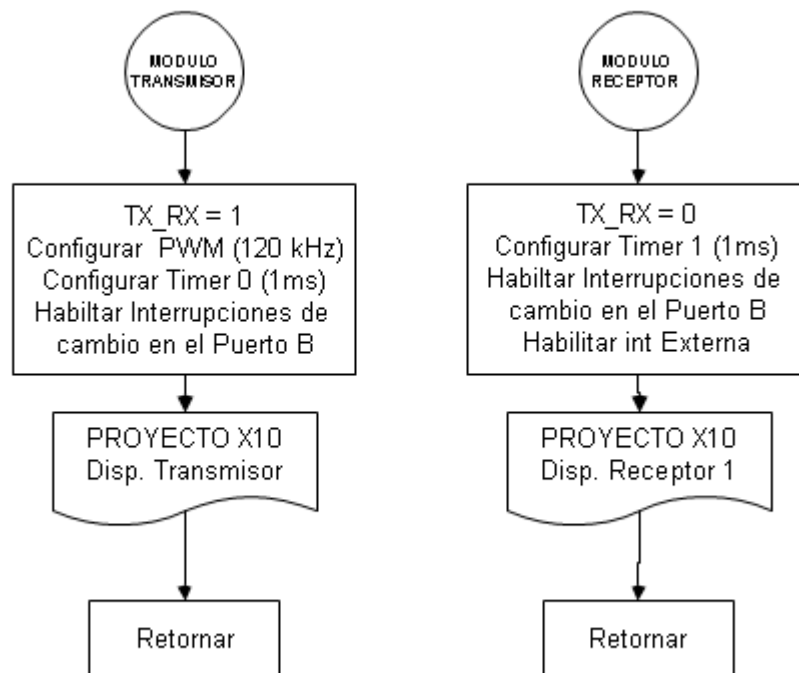 MODULO
TRANSMISOR
TX_RX = 1
Configurar PWM (120 kHz)
Configurar Timer 0 (1ms)
Habiltar Interrupciones de
cambio en el Puerto B
PROYECTO X10
Disp. Transmisor
Retornar
MODULO
RECEPTOR
TX_RX = 0
Configurar Timer 1 (1ms)
Habiltar Interrupciones de
cambio en el Puerto B
Habilitar int Externa
PROYECTO X10
Disp. Receptor 1
Retornar